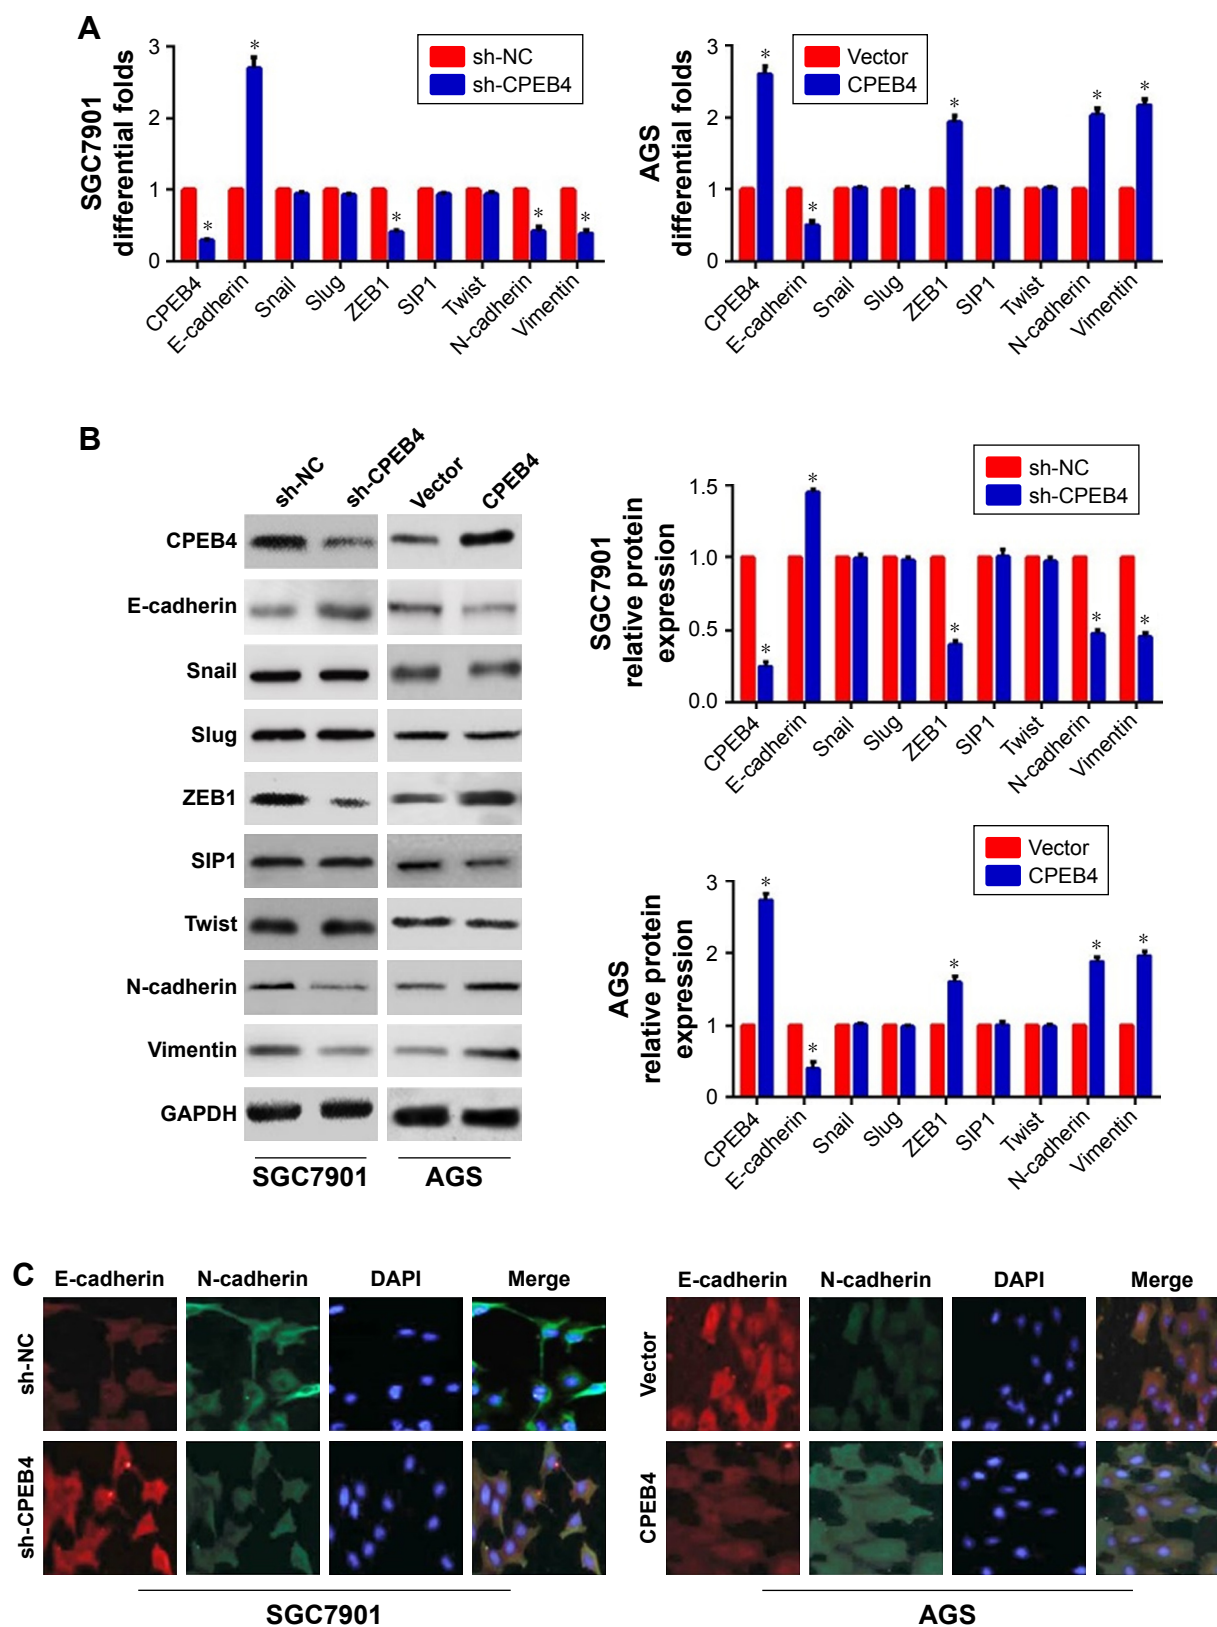 A
3
2
1
0
SGC7901
differential folds
sh-NC
sh-CPEB4
*
*
*
*
*
CPEB4
E-cadherin
Snail
Slug
ZEB1
SIP1
Twist
N-cadherin
Vimentin
3
2
1
0
AGS
differential folds
Vector
CPEB4
*
*
*
*
*
CPEB4
E-cadherin
Snail
Slug
ZEB1
SIP1
Twist
N-cadherin
Vimentin
B
sh-NC
sh-CPEB4
Vector
CPEB4
CPEB4
E-cadherin
Snail
Slug
ZEB1
SIP1
Twist
N-cadherin
Vimentin
GAPDH
SGC7901
AGS
sh-NC
sh-CPEB4
SGC7901
relative protein
expression
1.5
1.0
0.5
0.0
*
*
*
*
*
CPEB4
E-cadherin
Snail
Slug
ZEB1
SIP1
Twist
N-cadherin
Vimentin
Vector
CPEB4
AGS
relative protein
expression
3
2
1
0
*
*
*
*
*
CPEB4
E-cadherin
Snail
Slug
ZEB1
SIP1
Twist
N-cadherin
Vimentin
C
E-cadherin N-cadherin DAPI Merge
sh-NC
sh-CPEB4
SGC7901
E-cadherin N-cadherin DAPI Merge
Vector
CPEB4
AGS